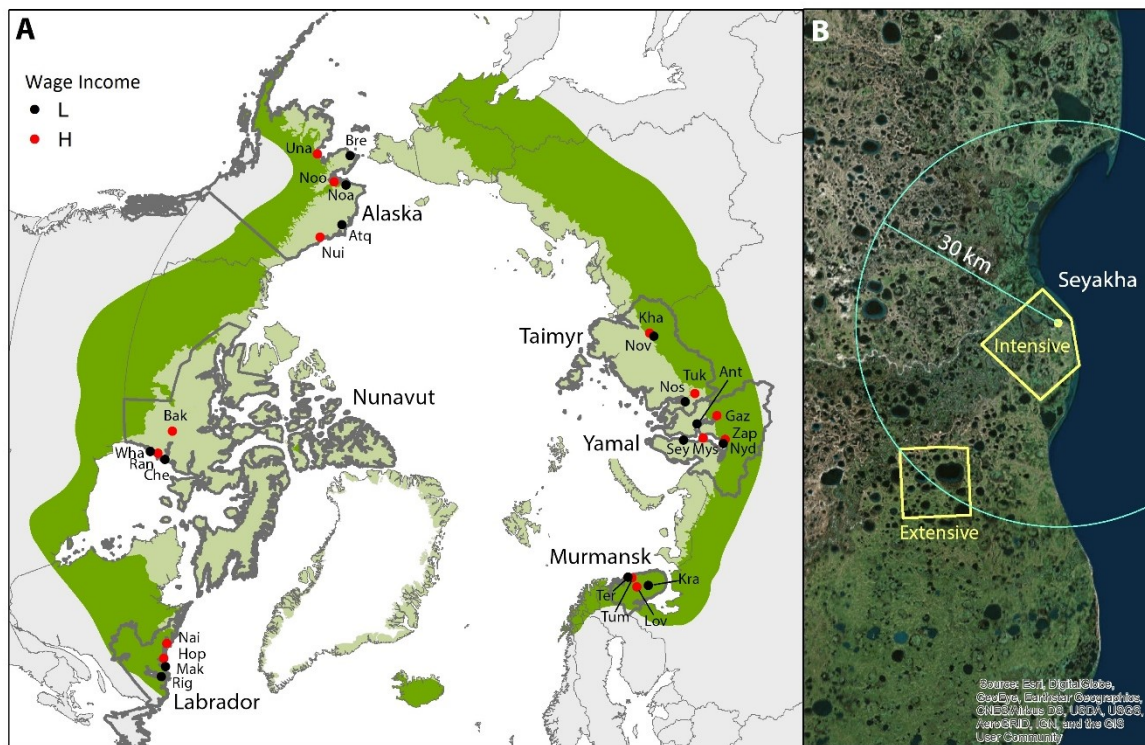 A
Wage Income
L
H
Una
Bre
Noo
Noa
Alaska
Atq
Nui
Taimyr
Kha
Nov
Tuk
Ant
Nos
Gaz
Yamal
Zap
Sey
Mys
Nyd
Nunavut
Bak
Wha
Ran
Che
Murmansk
Ter
Kra
Tum
Lov
Nai
Hop
Mak
Rig
Labrador
B
30 km
Seyakha
Intensive
Extensive
Source: Esri, DigitalGlobe,
GeoEye, Earthstar Geographics,
CNES/Airbus DS, USDA, USGS,
AeroGRID, IGN, and the GIS
User Community